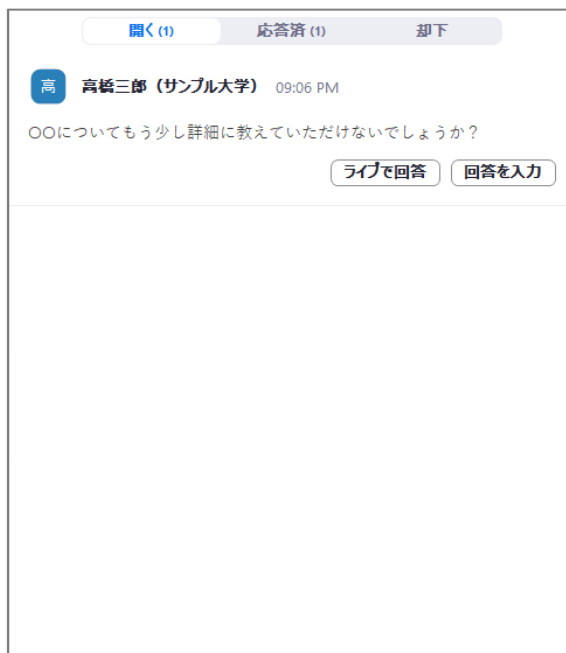 開く (1) 応答済 (1) 却下
高 高橋三郎（サンプル大学） 09:06 PM
〇〇についてもう少し詳細に教えていただけないでしょうか？
ライブで回答 回答を入力